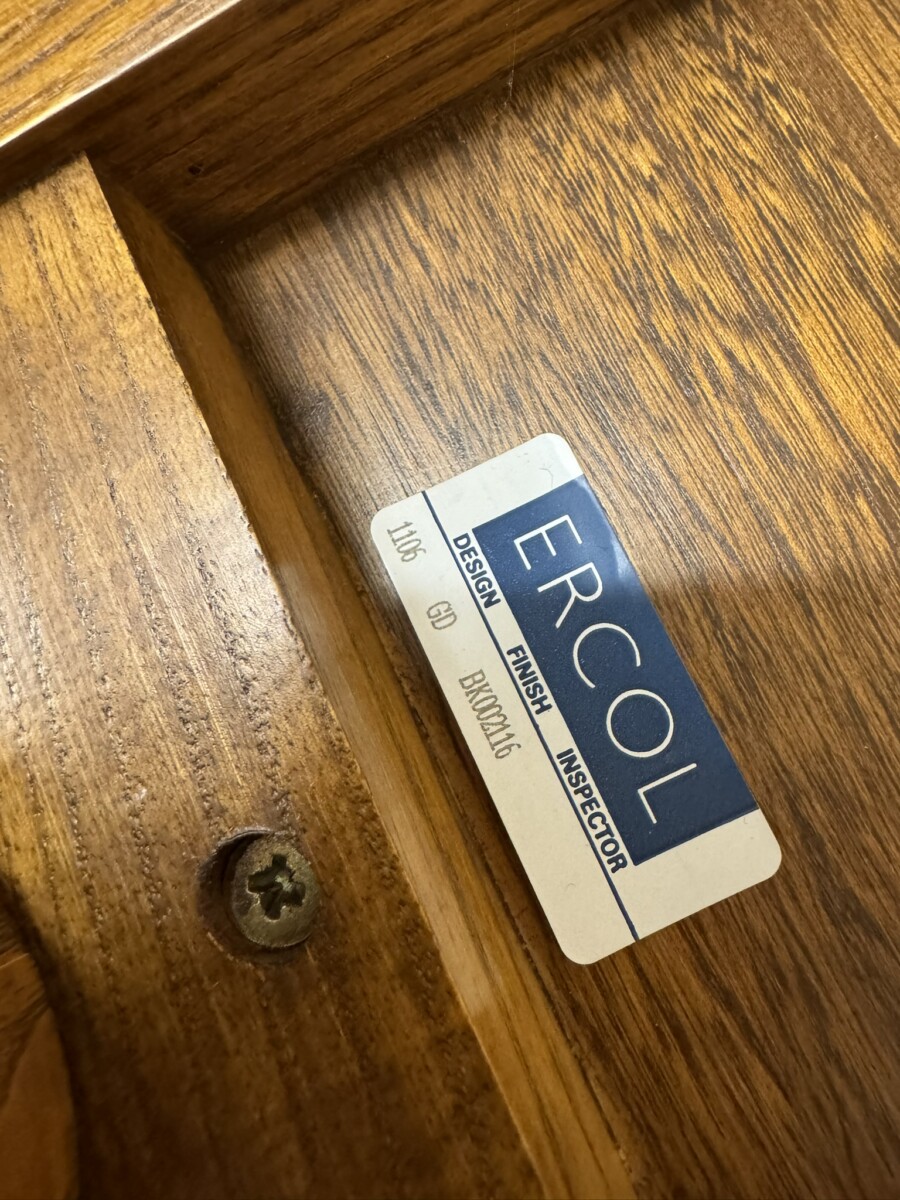 ERCOL
DESIGN FINISH INSPECTOR
1106 GD BK002116